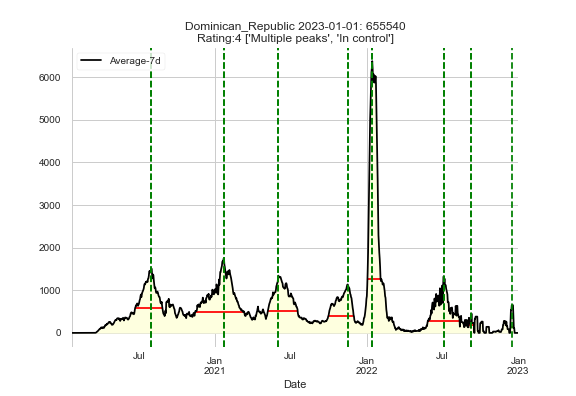 Dominican_Republic 2023-01-01: 655540
Rating:4 ['Multiple peaks', 'In control']
Average-7d
6000
5000
4000
3000
2000
1000
0
Jul
Jan
2021
Jul
Jan
2022
Jul
Jan
2023
Date